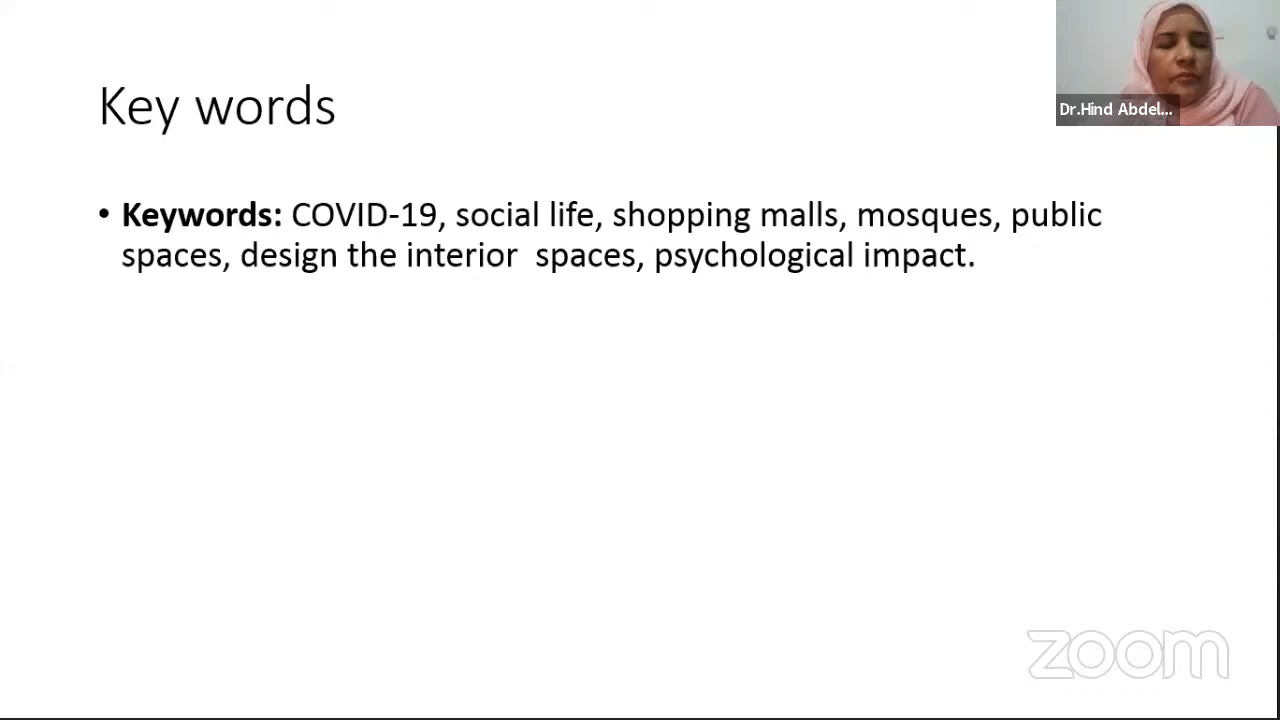 Key words
Dr.Hind Abdel...
• Keywords: COVID-19, social life, shopping malls, mosques, public
spaces, design the interior  spaces, psychological impact.
zoom